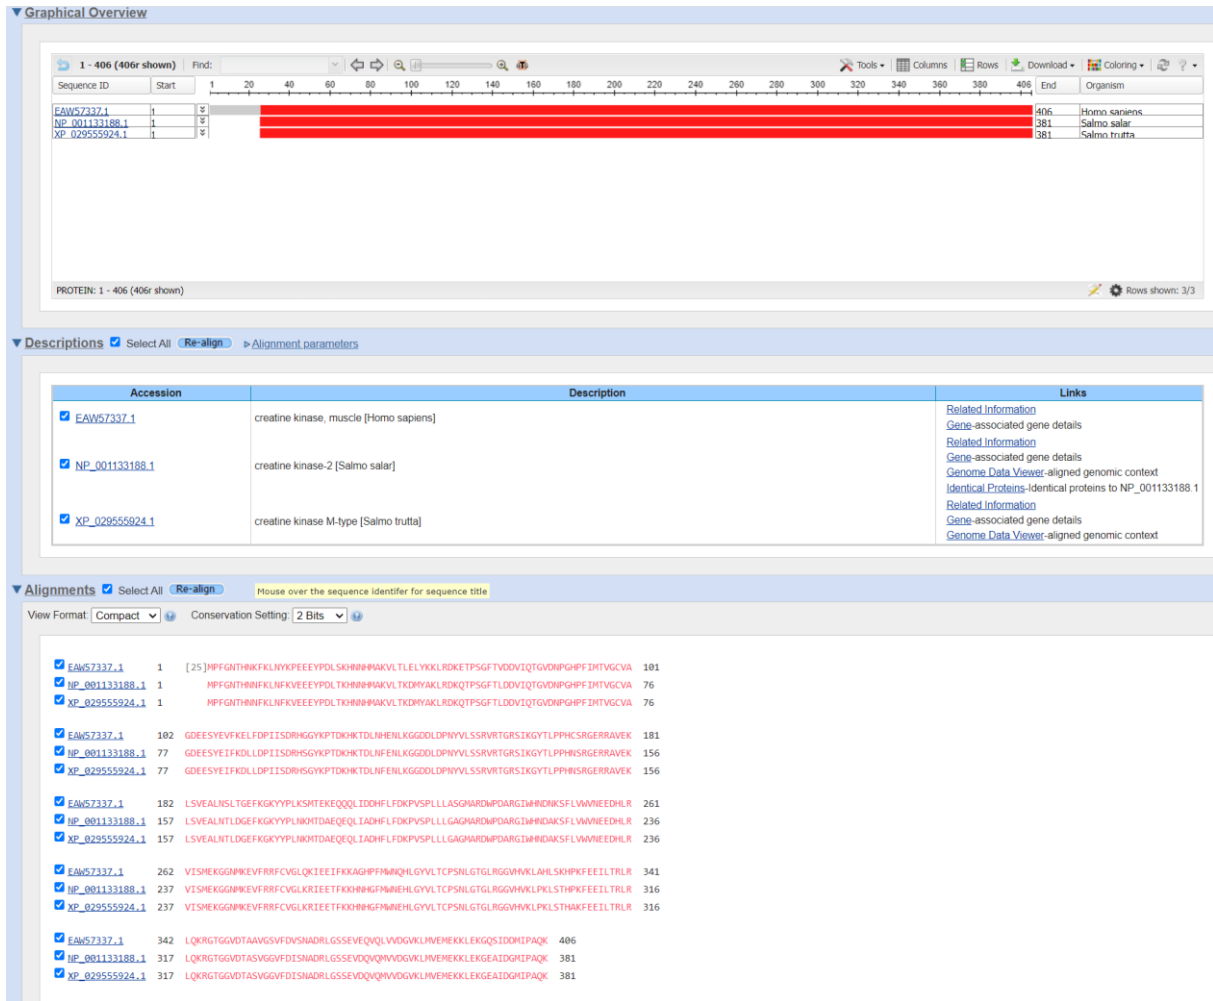 Graphical Overview
1 - 406 (406r shown) Find: Tools Columns Rows Download Coloring ?
Sequence ID Start 1 20 40 60 80 100 120 140 160 180 200 220 240 260 280 300 320 340 360 380 406 End Organism
EAW57337.1 1 406 Homo sapiens
NP_001133188.1 1 381 Salmo salar
XP_029555924.1 1 381 Salmo trutta
PROTEIN: 1 - 406 (406r shown) Rows shown: 3/3
Descriptions Select All Re-align Alignment parameters
Accession Description Links
EAW57337.1 creatine kinase, muscle [Homo sapiens] Related Information
Gene-associated gene details
NP_001133188.1 creatine kinase-2 [Salmo salar] Related Information
Gene-associated gene details
Genome Data Viewer-aligned genomic context
Identical Proteins-Identical proteins to NP_001133188.1
XP_029555924.1 creatine kinase M-type [Salmo trutta] Related Information
Gene-associated gene details
Genome Data Viewer-aligned genomic context
Alignments Select All Re-align Mouse over the sequence identifer for sequence title
View Format: Compact Conservation Setting: 2 Bits
EAW57337.1 1 [25]MPFGNTHNKFKLNYKPEEEYPDLSKHNNHMAKVLTLELYKKLRDKETPSGFTVDDVIQTGVDNPGHPFIMTVGCVA 101
NP_001133188.1 1 MPFGNTHNNFKLNFKVEEEYPDLTKHNNHMAKVLTKDMYAKLRDKQTPSGFTLDDVIQTGVDNPGHPFIMTVGCVA 76
XP_029555924.1 1 MPFGNTHNNFKLNFKVEEEYPDLTKHNNHMAKVLTKDMYAKLRDKQTPSGFTLDDVIQTGVDNPGHPFIMTVGCVA 76
EAW57337.1 102 GDEESYEVFKELFDPIISDRHGGYKPTDKHKTDLNHENLKGGDDLDPNYVLSSRVRTGRSIKGYTLPPHCSRGERRAVEK 181
NP_001133188.1 77 GDEESYEIFKDLLDPIISDRHSGYKPTDKHKTDLNFENLKGGDDLDPNYVLSSRVRTGRSIKGYTLPPHNSRGERRAVEK 156
XP_029555924.1 77 GDEESYEIFKDLLDPIISDRHSGYKPTDKHKTDLNFENLKGGDDLDPNYVLSSRVRTGRSIKGYTLPPHNSRGERRAVEK 156
EAW57337.1 182 LSVEALNSLTGEFKGKYYPLKSMTEKEQQQLIDDHFLFDKPVSPLLLASGMARDWPDARGIWHNDNKSFLVWVNEEDHLR 261
NP_001133188.1 157 LSVEALNTLDGEFKGKYYPLNKMTDAEQEQLIADHFLFDKPVSPLLLGAGMARDWPDARGIWHNDAKSFLVWVNEEDHLR 236
XP_029555924.1 157 LSVEALNTLDGEFKGKYYPLNKMTDAEQEQLIADHFLFDKPVSPLLLGAGMARDWPDARGIWHNDAKSFLVWVNEEDHLR 236
EAW57337.1 262 VISMEKGGNMKEVFRRFCVGLQKIEEIFKKAGHPFMWNQHLGYVLTCPSNLGTGLRGGVHVKLAHLSKHPKFEEILTRLR 341
NP_001133188.1 237 VISMEKGGNMKEVFRRFCVGLKRIEETFKKHNHGFMWNEHLGYVLTCPSNLGTGLRGGVHVKLPKLSTHPKFEEILTRLR 316
XP_029555924.1 237 VISMEKGGNMKEVFRRFCVGLKRIEETFKKHNHGFMWNEHLGYVLTCPSNLGTGLRGGVHVKLPKLSTHAKFEEILTRLR 316
EAW57337.1 342 LQKRGTGGVDTAAVGSVFDVSNADRLGSSEVEQVQLVVDGVKLMVEMEKKLEKGQSIDDMIPAQK 406
NP_001133188.1 317 LQKRGTGGVDTASVGGVFDISNADRLGSSEVDQVQMVVDGVKLMVEMEKKLEKGEAIDGMIPAQK 381
XP_029555924.1 317 LQKRGTGGVDTASVGGVFDISNADRLGSSEVDQVQMVVDGVKLMVEMEKKLEKGEAIDGMIPAQK 381